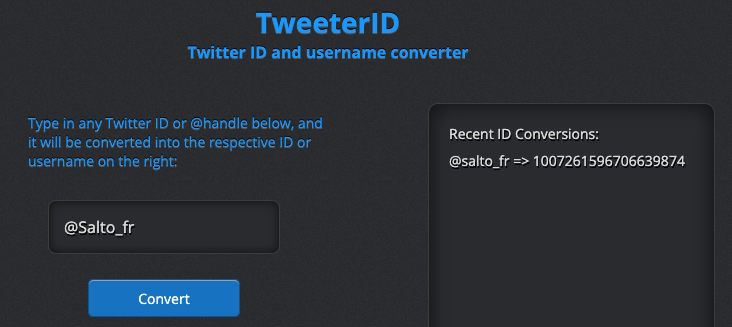 TweeterID
Twitter ID and username converter
Type in any Twitter ID or @handle below, and
it will be converted into the respective ID or
username on the right:
@Salto_fr
Convert
Recent ID Conversions:
@salto_fr => 1007261596706639874